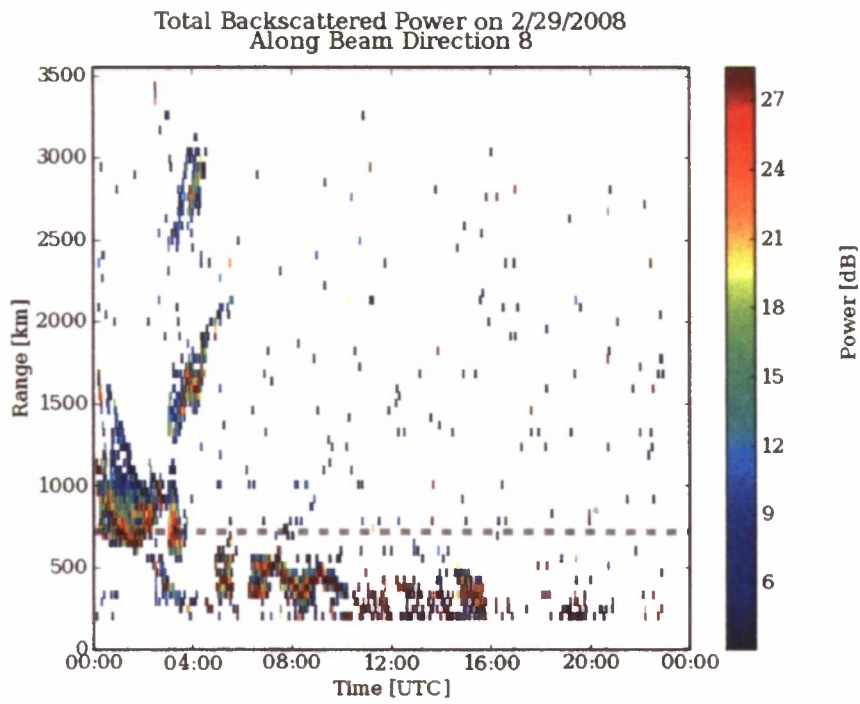 Total Backscattered Power on 2/29/2008
Along Beam Direction 8
3500
3000
2500
2000
1500
1000
500
0
Range [km]
00:00 04:00 08:00 12:00 16:00 20:00 00:00
Time [UTC]
27
24
21
18
15
12
9
6
Power [dB]